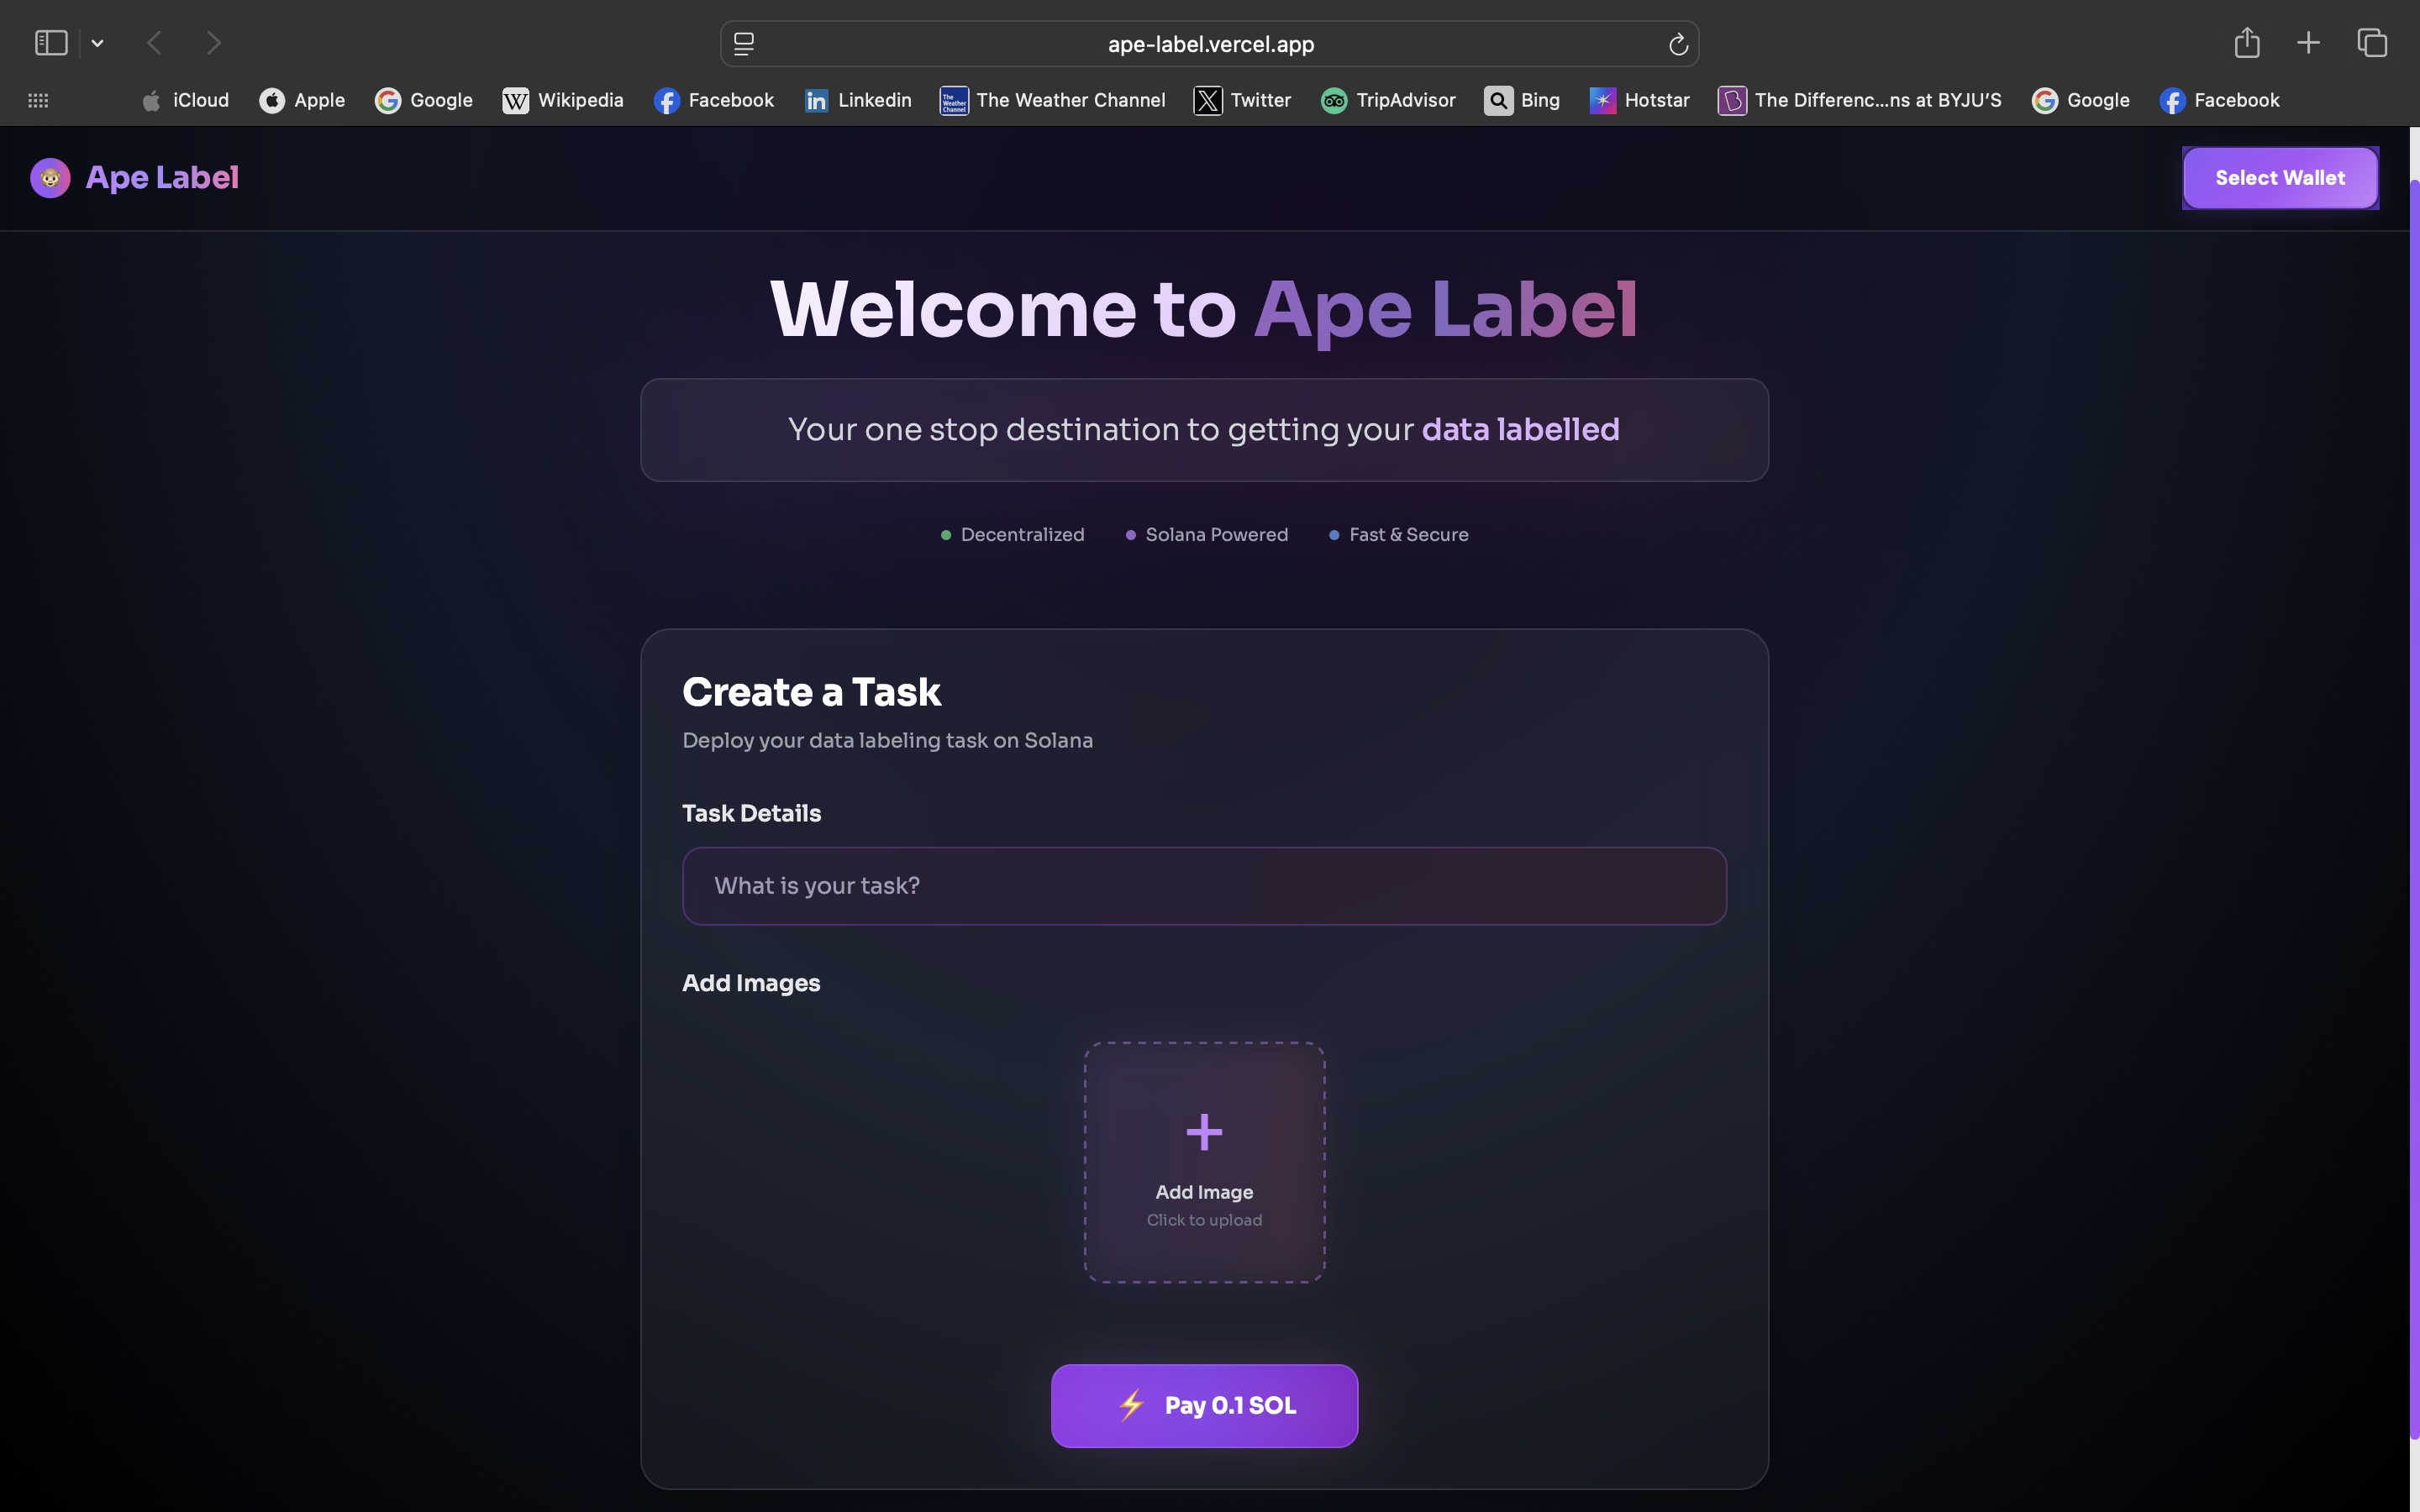 ape-label.vercel.app
iCloud Apple Google Wikipedia Facebook Linkedin The Weather Channel Twitter TripAdvisor Bing Hotstar The Differenc...ns at BYJU'S Google Facebook
Ape Label
Select Wallet
Welcome to Ape Label
Your one stop destination to getting your data labelled
Decentralized Solana Powered Fast & Secure
Create a Task
Deploy your data labeling task on Solana
Task Details
What is your task?
Add Images
+
Add Image
Click to upload
⚡ Pay 0.1 SOL